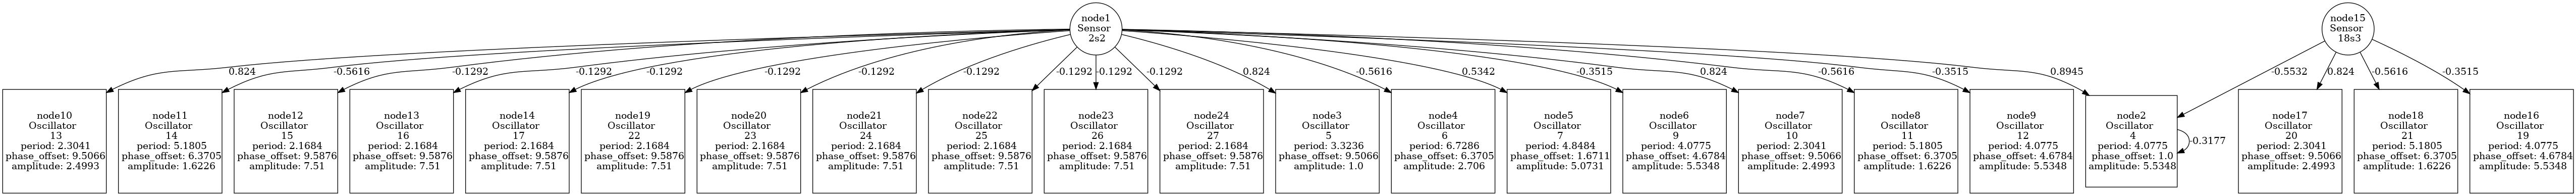 node1
Sensor
2s2
node15
Sensor
18s3
0.824
-0.5616
-0.1292
-0.1292
-0.1292
-0.1292
-0.1292
-0.1292
-0.1292
-0.1292
-0.1292
0.824
-0.5616
0.5342
-0.3515
0.824
-0.5616
-0.3515
0.8945
-0.5532
0.824
-0.5616
-0.3515
node10
Oscillator
13
period: 2.3041
phase_offset: 9.5066
amplitude: 2.4993
node11
Oscillator
14
period: 5.1805
phase_offset: 6.3705
amplitude: 1.6226
node12
Oscillator
15
period: 2.1684
phase_offset: 9.5876
amplitude: 7.51
node13
Oscillator
16
period: 2.1684
phase_offset: 9.5876
amplitude: 7.51
node14
Oscillator
17
period: 2.1684
phase_offset: 9.5876
amplitude: 7.51
node19
Oscillator
22
period: 2.1684
phase_offset: 9.5876
amplitude: 7.51
node20
Oscillator
23
period: 2.1684
phase_offset: 9.5876
amplitude: 7.51
node21
Oscillator
24
period: 2.1684
phase_offset: 9.5876
amplitude: 7.51
node22
Oscillator
25
period: 2.1684
phase_offset: 9.5876
amplitude: 7.51
node23
Oscillator
26
period: 2.1684
phase_offset: 9.5876
amplitude: 7.51
node24
Oscillator
27
period: 2.1684
phase_offset: 9.5876
amplitude: 7.51
node3
Oscillator
5
period: 3.3236
phase_offset: 9.5066
amplitude: 1.0
node4
Oscillator
6
period: 6.7286
phase_offset: 6.3705
amplitude: 2.706
node5
Oscillator
7
period: 4.8484
phase_offset: 1.6711
amplitude: 5.0731
node6
Oscillator
9
period: 4.0775
phase_offset: 4.6784
amplitude: 5.5348
node7
Oscillator
10
period: 2.3041
phase_offset: 9.5066
amplitude: 2.4993
node8
Oscillator
11
period: 5.1805
phase_offset: 6.3705
amplitude: 1.6226
node9
Oscillator
12
period: 4.0775
phase_offset: 4.6784
amplitude: 5.5348
node2
Oscillator
4
period: 4.0775
phase_offset: 1.0
amplitude: 5.5348
-0.3177
node17
Oscillator
20
period: 2.3041
phase_offset: 9.5066
amplitude: 2.4993
node18
Oscillator
21
period: 5.1805
phase_offset: 6.3705
amplitude: 1.6226
node16
Oscillator
19
period: 4.0775
phase_offset: 4.6784
amplitude: 5.5348